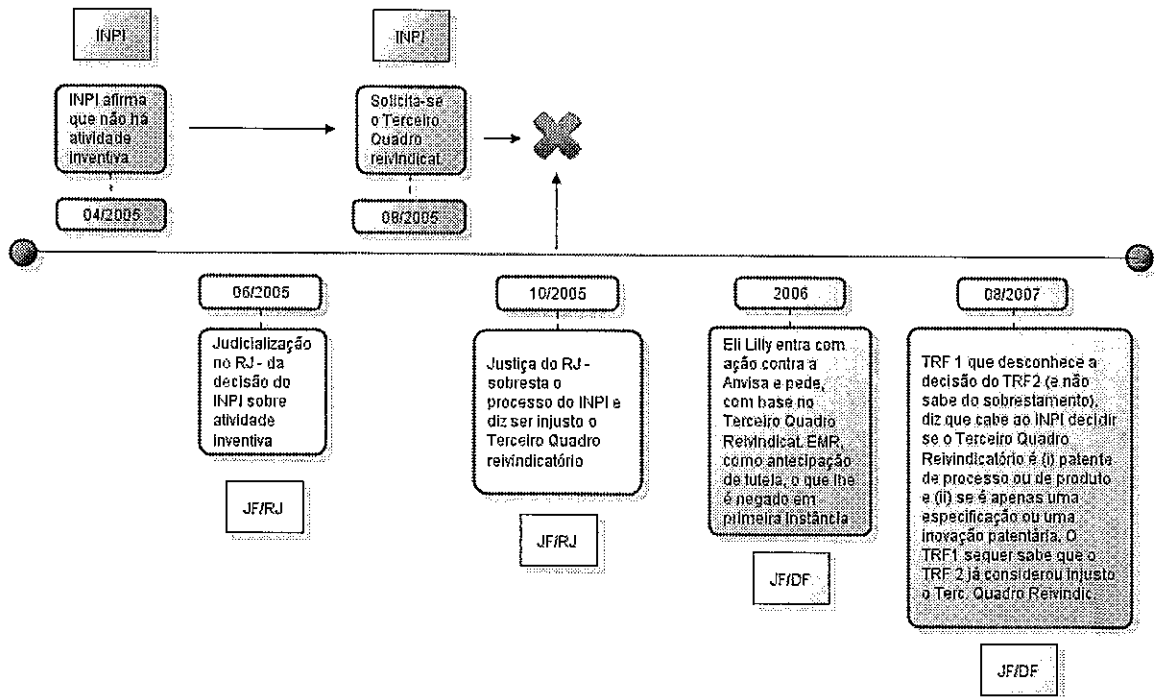 INPI
INPI
INPI afirma
que não há
atividade
inventiva
Solicita-se
o Terceiro
Quadro
reivindicat.
04/2005
08/2005
06/2005
10/2005
2006
08/2007
Judicialização
no RJ - da
decisão do
INPI sobre
atividade
inventiva
JF/RJ
Justiça do RJ -
sobresta o
processo do INPI e
diz ser injusto o
Terceiro Quadro
reivindicatório
JF/RJ
Eli Lilly entra com
ação contra a
Anvisa e pede,
com base no
Terceiro Quadro
Reivindicat. EMR,
como antecipação
de tutela, o que lhe
é negado em
primeira instância
JF/DF
TRF 1 que desconhece a
decisão do TRF2 (e não
sabe do sobrestamento),
diz que cabe ao INPI decidir
se o Terceiro Quadro
Reivindicatório é (i) patente
de processo ou de produto
e (ii) se é apenas uma
especificação ou uma
inovação patentária. O
TRF1 sequer sabe que o
TRF 2 já considerou injusto
o Terc. Quadro Reivindic.
JF/DF